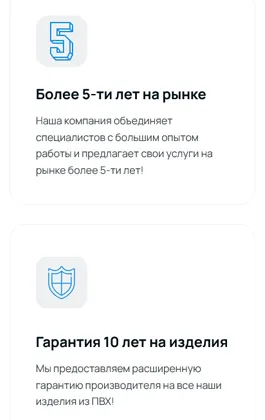 5
Более 5-ти лет на рынке
Наша компания объединяет
специалистов с большим опытом
работы и предлагает свои услуги на
рынке более 5-ти лет!
Гарантия 10 лет на изделия
Мы предоставляем расширенную
гарантию производителя на все наши
изделия из ПВХ!